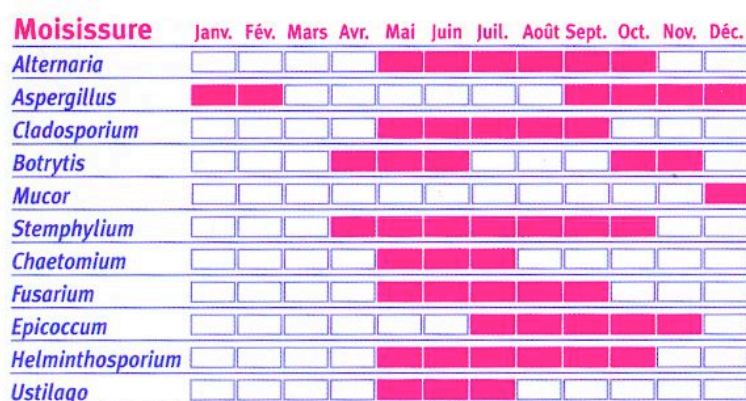 Moisissure Janv. Fév. Mars Avr. Mai Juin Juil. Août Sept. Oct. Nov. Déc.
Alternaria
Aspergillus
Cladosporium
Botrytis
Mucor
Stemphylium
Chaetomium
Fusarium
Epicoccum
Helminthosporium
Ustilago